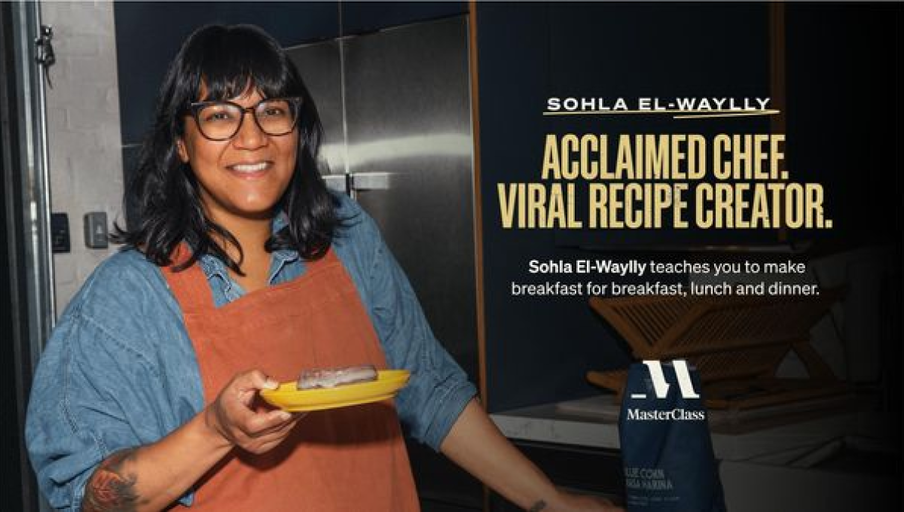 SOHLA EL-WAYLLY
ACCLAIMED CHEF.
VIRAL RECIPE CREATOR.
Sohla El-Waylly teaches you to make
breakfast for breakfast, lunch and dinner.
M
MasterClass
BLUE CORN
MASA HARINA